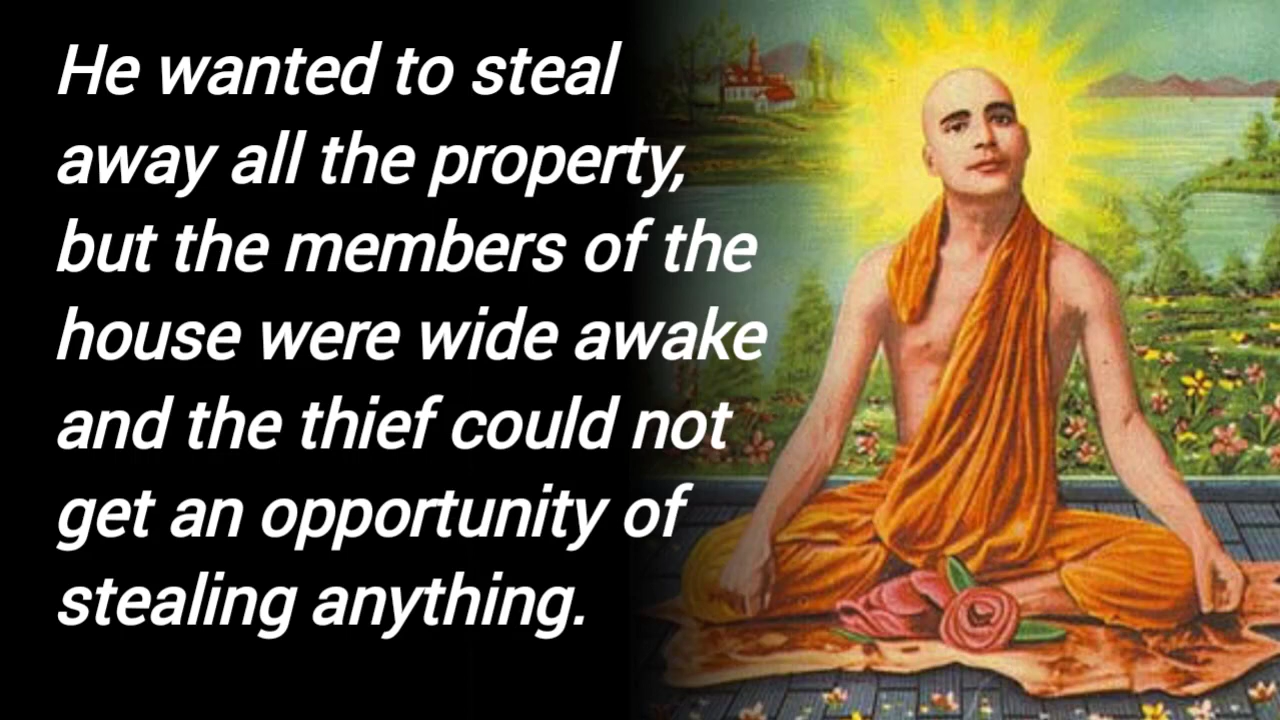 He wanted to steal
away all the property,
but the members of the
house were wide awake
and the thief could not
get an opportunity of
stealing anything.